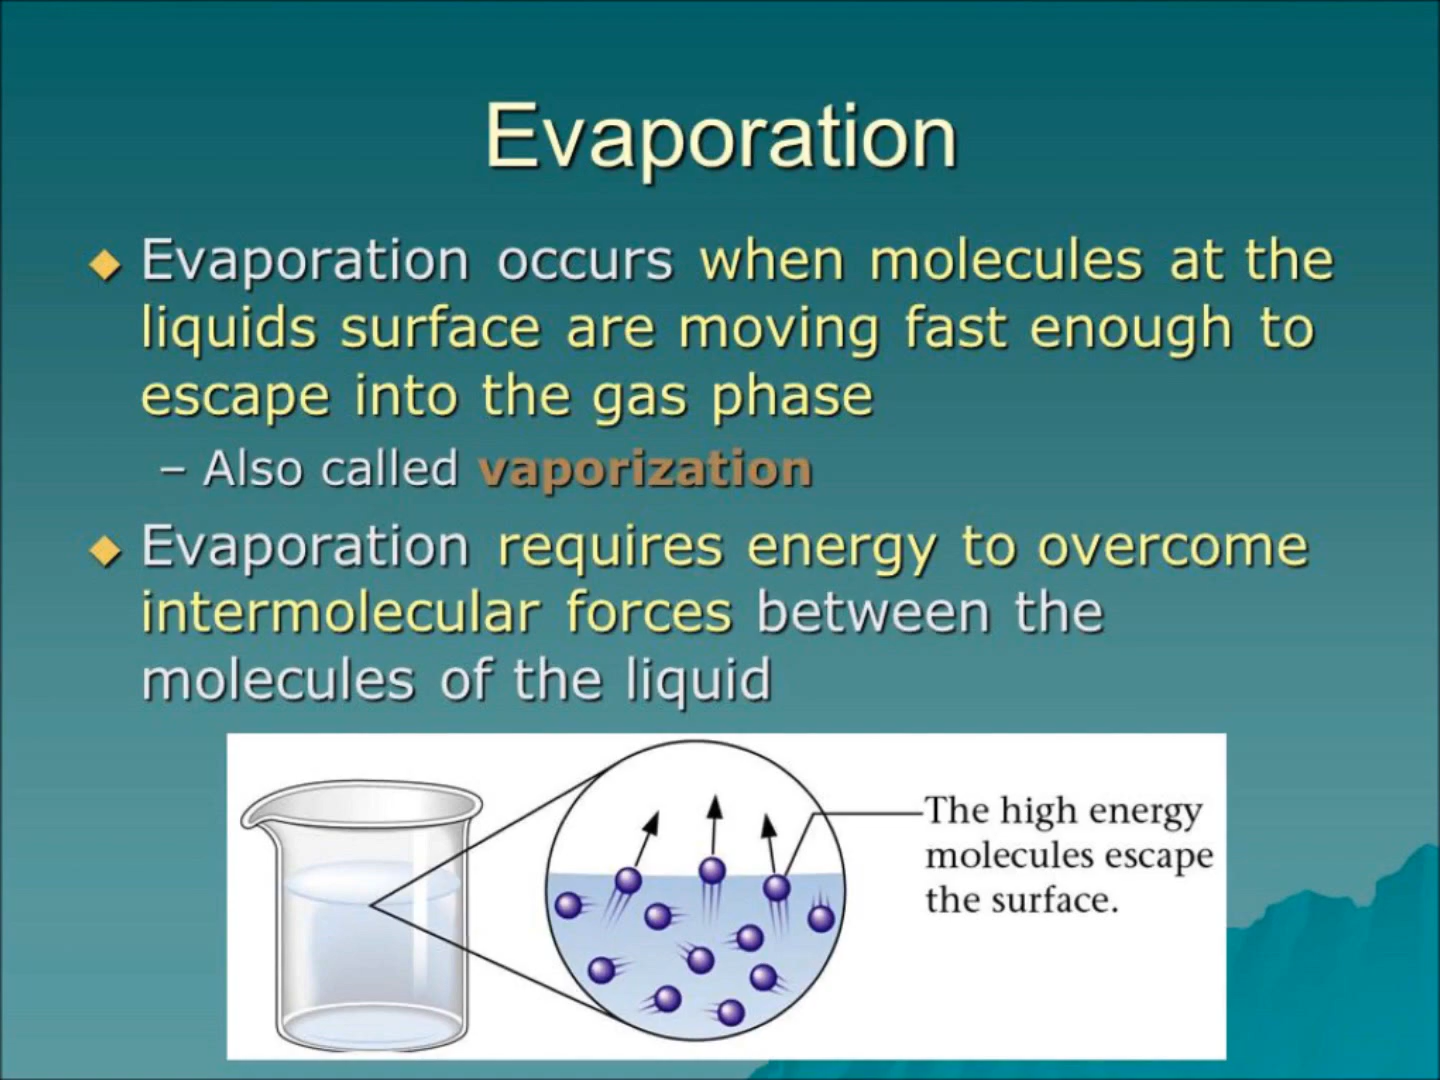 Evaporation
Evaporation occurs when molecules at the
liquids surface are moving fast enough to
escape into the gas phase
– Also called vaporization
Evaporation requires energy to overcome
intermolecular forces between the
molecules of the liquid
The high energy
molecules escape
the surface.